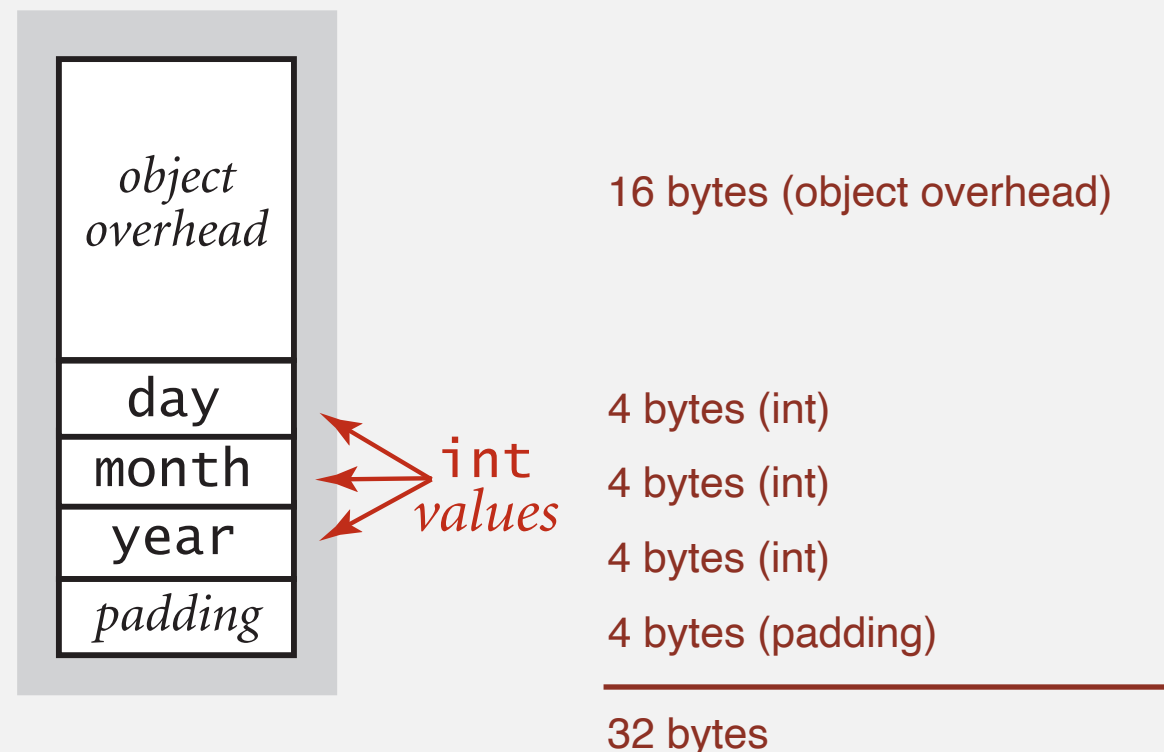 object
overhead
16 bytes (object overhead)
day
4 bytes (int)
month
int
values
4 bytes (int)
year
4 bytes (int)
padding
4 bytes (padding)
32 bytes